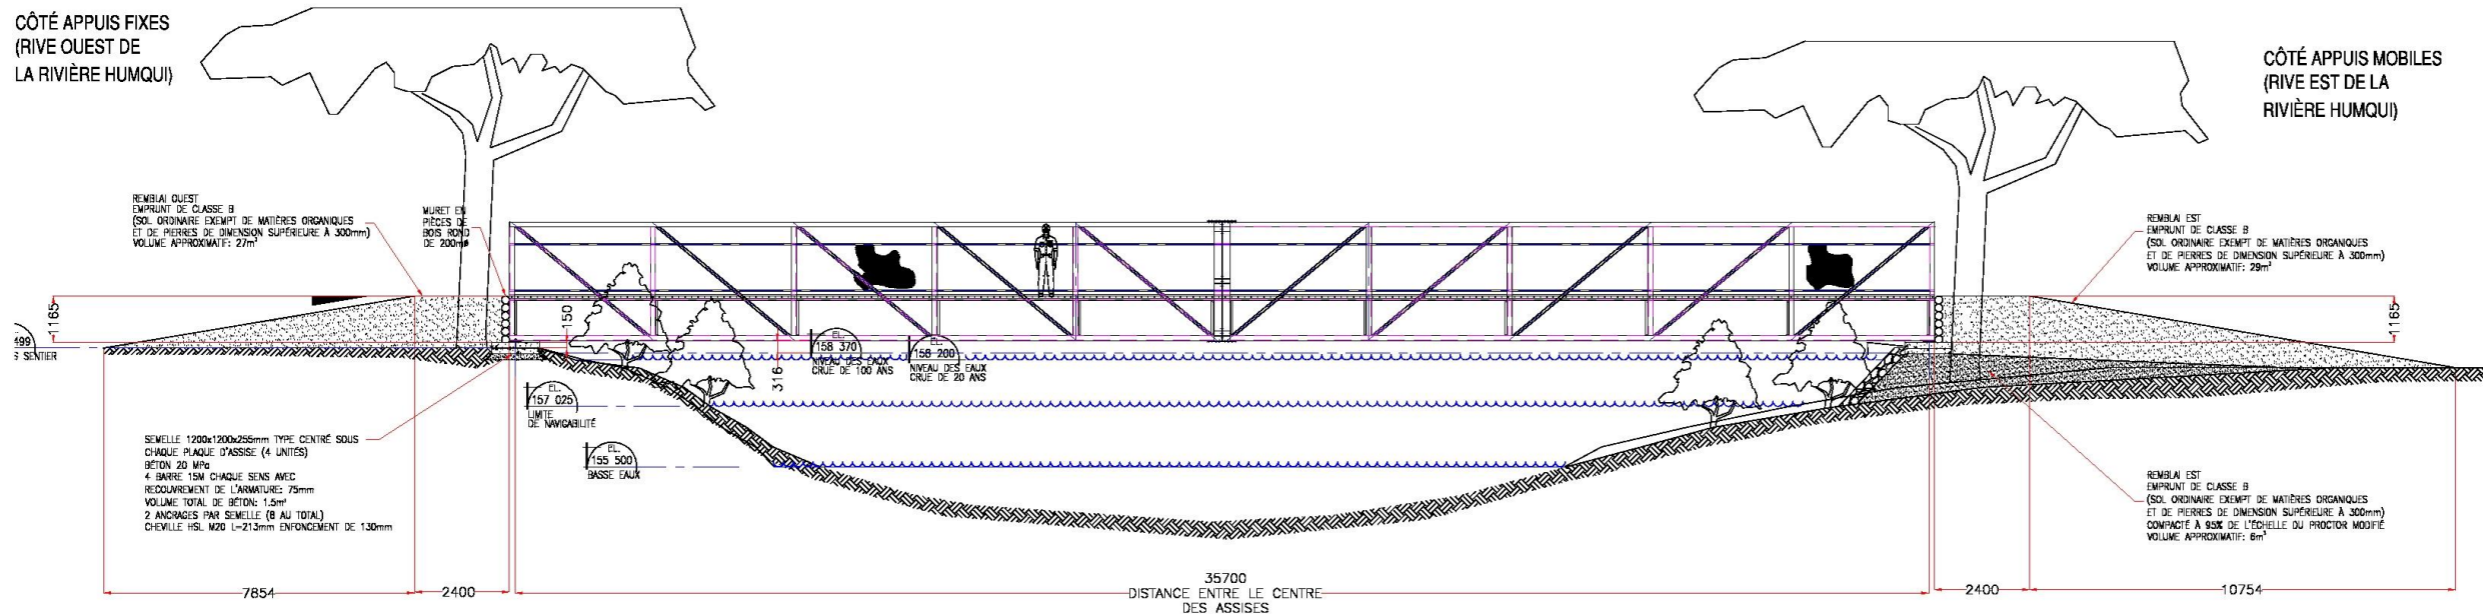 CÔTÉ APPUIS FIXES
(RIVE OUEST DE
LA RIVIÈRE HUMQUI)
CÔTÉ APPUIS MOBILES
(RIVE EST DE LA
RIVIÈRE HUMQUI)
REMBLAI OUEST
EMPRUNT DE CLASSE B
(SOL ORDINAIRE EXEMPT DE MATIÈRES ORGANIQUES
ET DE PIERRES DE DIMENSION SUPÉRIEURE À 300mm)
VOLUME APPROXIMATIF: 27m³
MURET EN
PIÈCES DE
BOIS ROND
DE 200mmø
REMBLAI EST
EMPRUNT DE CLASSE B
(SOL ORDINAIRE EXEMPT DE MATIÈRES ORGANIQUES
ET DE PIERRES DE DIMENSION SUPÉRIEURE À 300mm)
VOLUME APPROXIMATIF: 29m³
1165
150
316
1165
499
S SENTIER
EL.
158 370
NIVEAU DES EAUX
CRUE DE 100 ANS
EL.
158 200
NIVEAU DES EAUX
CRUE DE 20 ANS
EL.
157 025
LIMITE
DE NAVIGABILITÉ
EL.
155 500
BASSE EAUX
SEMELLE 1200x1200x255mm TYPE CENTRÉ SOUS
CHAQUE PLAQUE D'ASSISE (4 UNITÉS)
BÉTON 20 MPa
4 BARRE 15M CHAQUE SENS AVEC
RECOUVREMENT DE L'ARMATURE: 75mm
VOLUME TOTAL DE BÉTON: 1.5m³
2 ANCRAGES PAR SEMELLE (8 AU TOTAL)
CHEVILLE HSL M20 L=213mm ENFONCEMENT DE 130mm
REMBLAI EST
EMPRUNT DE CLASSE B
(SOL ORDINAIRE EXEMPT DE MATIÈRES ORGANIQUES
ET DE PIERRES DE DIMENSION SUPÉRIEURE À 300mm)
COMPACTÉ À 95% DE L'ÉCHELLE DU PROCTOR MODIFIÉ
VOLUME APPROXIMATIF: 6m³
7854
2400
35700
DISTANCE ENTRE LE CENTRE
DES ASSISES
2400
10754